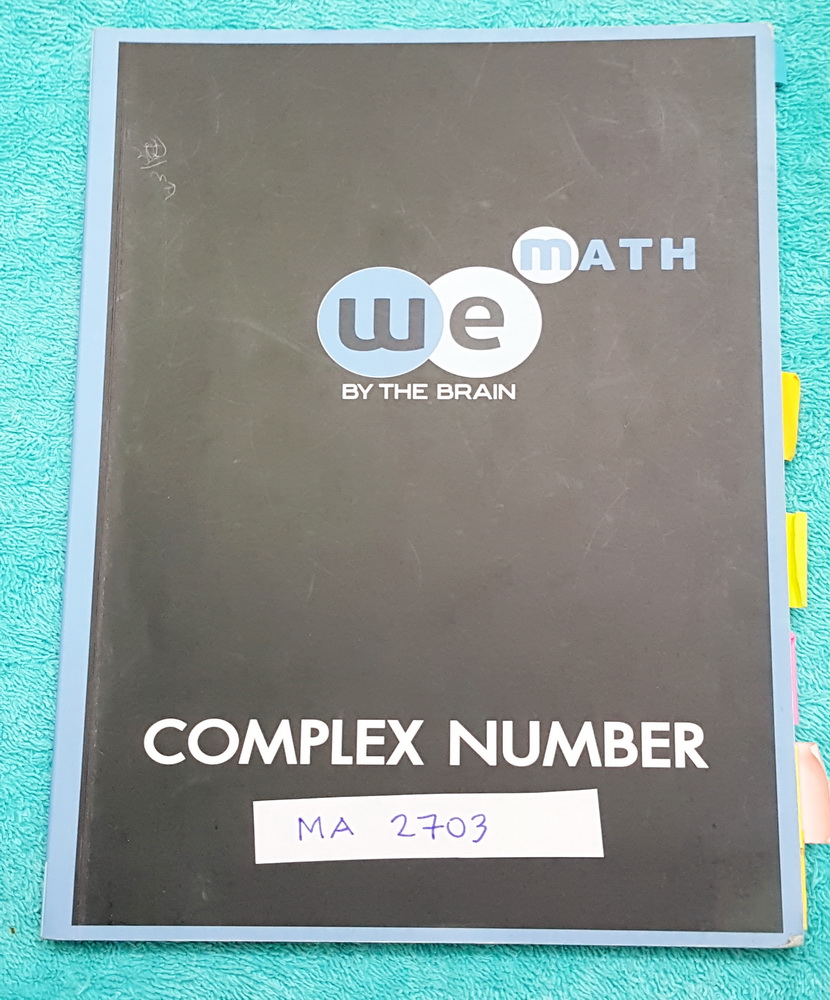 mATH
we
BY THE BRAIN
COMPLEX NUMBER
MA 2703